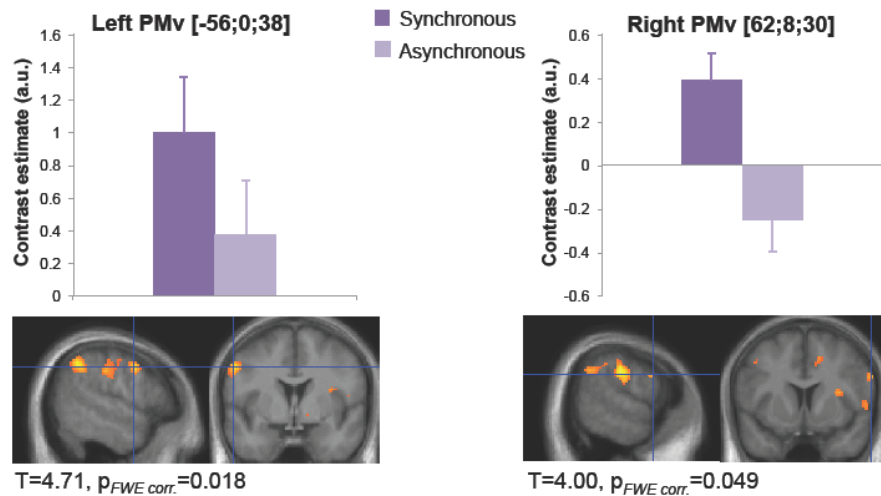 Left PMv [-56;0;38]
Synchronous
Asynchronous
Right PMv [62;8;30]
Contrast estimate (a.u.)
1.6
1.4
1.2
1
0.8
0.6
0.4
0.2
0
Contrast estimate (a.u.)
0.6
0.4
0.2
0
-0.2
-0.4
-0.6
T=4.71, pFWE corr.=0.018
T=4.00, pFWE corr.=0.049